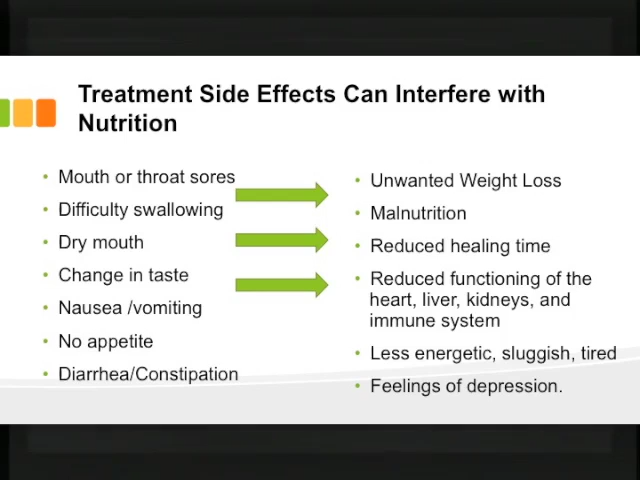 Treatment Side Effects Can Interfere with
Nutrition
• Mouth or throat sores
• Difficulty swallowing
• Dry mouth
• Change in taste
• Nausea /vomiting
• No appetite
• Diarrhea/Constipation
• Unwanted Weight Loss
• Malnutrition
• Reduced healing time
• Reduced functioning of the
heart, liver, kidneys, and
immune system
• Less energetic, sluggish, tired
• Feelings of depression.